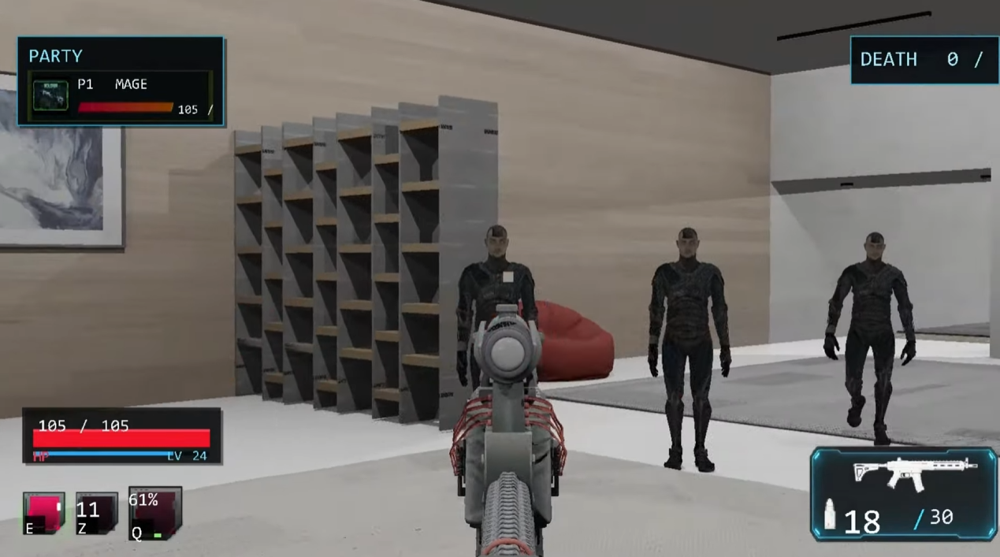 PARTY
P1 MAGE
105 /
DEATH 0 /
105 / 105
HP LV 24
E
11
Z
61%
Q
18 / 30